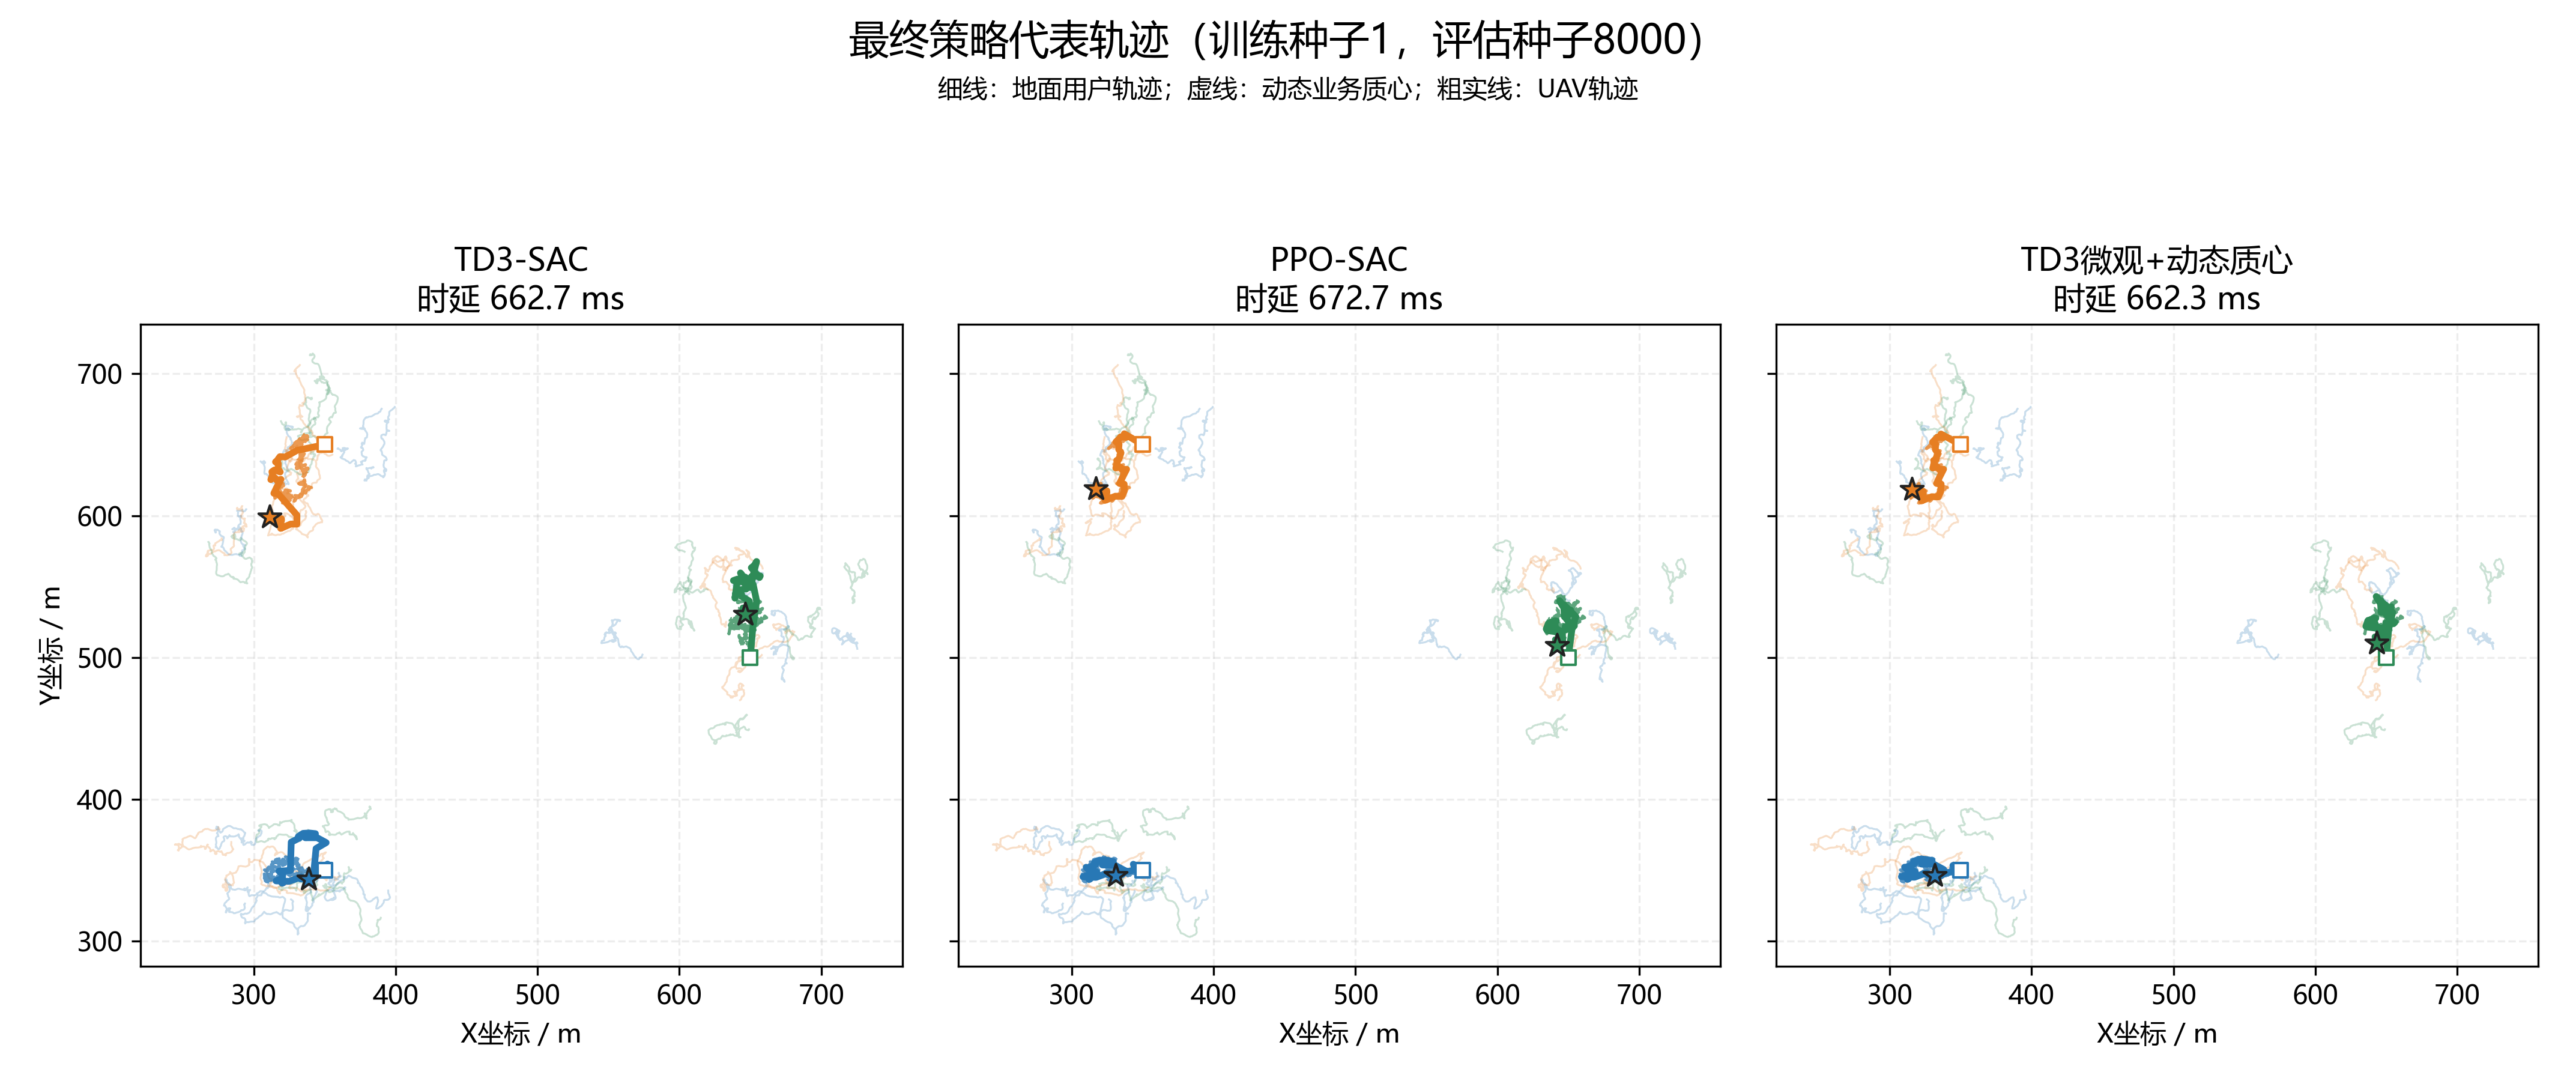 最终策略代表轨迹（训练种子1，评估种子8000）
细线：地面用户轨迹；虚线：动态业务质心；粗实线：UAV轨迹
TD3-SAC
时延 662.7 ms
PPO-SAC
时延 672.7 ms
TD3微观+动态质心
时延 662.3 ms
Y坐标 / m
700
600
500
400
300
300 400 500 600 700
300 400 500 600 700
300 400 500 600 700
X坐标 / m
X坐标 / m
X坐标 / m